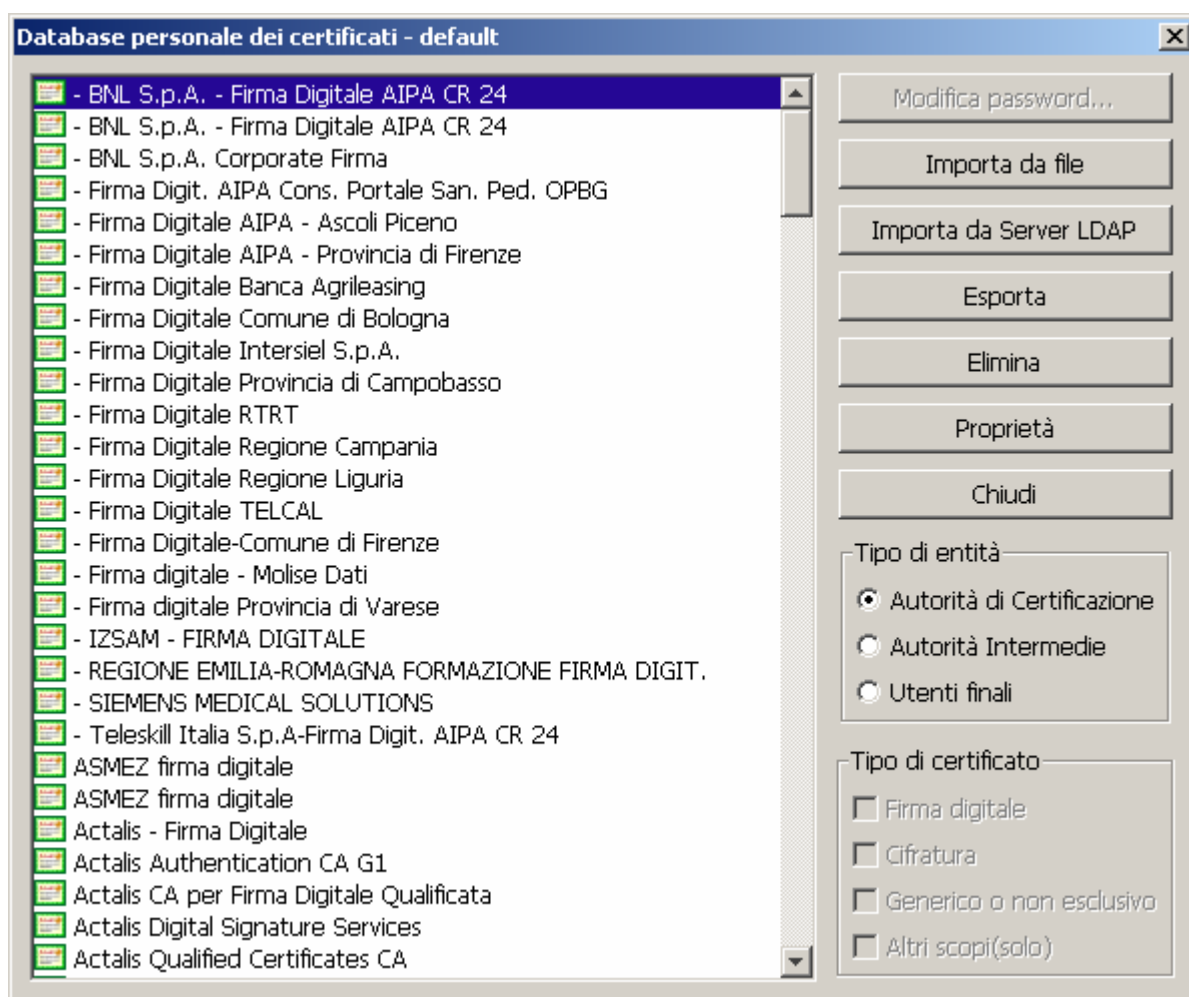 Database personale dei certificati - default
- BNL S.p.A. - Firma Digitale AIPA CR 24
- BNL S.p.A. - Firma Digitale AIPA CR 24
- BNL S.p.A. Corporate Firma
- Firma Digit. AIPA Cons. Portale San. Ped. OPBG
- Firma Digitale AIPA - Ascoli Piceno
- Firma Digitale AIPA - Provincia di Firenze
- Firma Digitale Banca Agrileasing
- Firma Digitale Comune di Bologna
- Firma Digitale Intersiel S.p.A.
- Firma Digitale Provincia di Campobasso
- Firma Digitale RTRT
- Firma Digitale Regione Campania
- Firma Digitale Regione Liguria
- Firma Digitale TELCAL
- Firma Digitale-Comune di Firenze
- Firma digitale - Molise Dati
- Firma digitale Provincia di Varese
- IZSAM - FIRMA DIGITALE
- REGIONE EMILIA-ROMAGNA FORMAZIONE FIRMA DIGIT.
- SIEMENS MEDICAL SOLUTIONS
- Teleskill Italia S.p.A-Firma Digit. AIPA CR 24
ASMEZ firma digitale
ASMEZ firma digitale
Actalis - Firma Digitale
Actalis Authentication CA G1
Actalis CA per Firma Digitale Qualificata
Actalis Digital Signature Services
Actalis Qualified Certificates CA
Modifica password...
Importa da file
Importa da Server LDAP
Esporta
Elimina
Proprietà
Chiudi
Tipo di entità
Autorità di Certificazione
Autorità Intermedie
Utenti finali
Tipo di certificato
Firma digitale
Cifratura
Generico o non esclusivo
Altri scopi(solo)